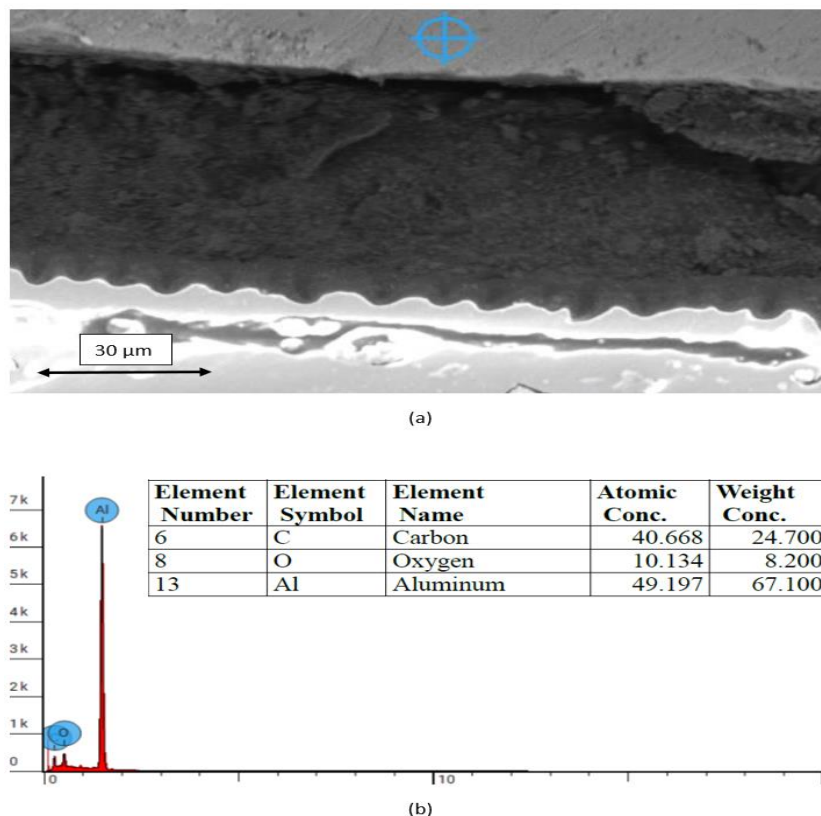 30 µm
(a)
Element Number Element Symbol Element Name Atomic Conc. Weight Conc.
6 C Carbon 40.668 24.700
8 O Oxygen 10.134 8.200
13 Al Aluminum 49.197 67.100
7k
6k
5k
4k
3k
2k
1k
0
Al
O
0 10
(b)